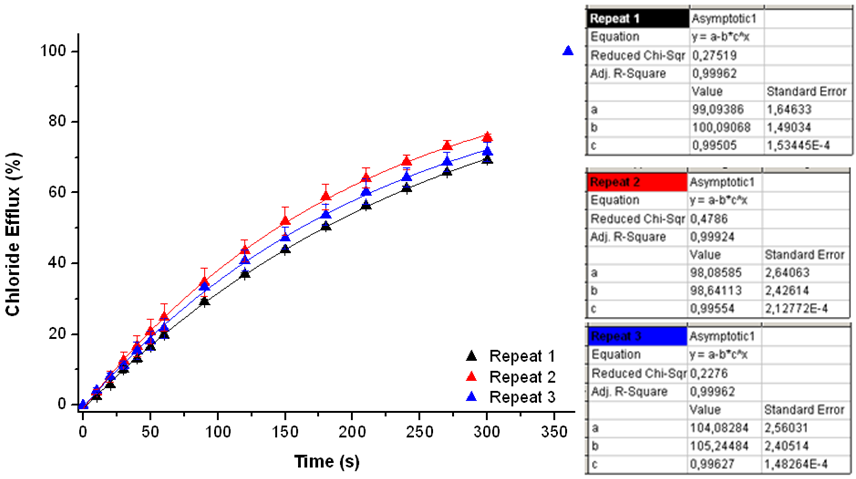 100
80
60
40
20
0
Chloride Efflux (%)
0 50 100 150 200 250 300 350
Time (s)
Repeat 1
Repeat 2
Repeat 3
Repeat 1 Asymptotic1
Equation y = a-b*c^x
Reduced Chi-Sqr 0,27519
Adj. R-Square 0,99962
Value Standard Error
a 99,09386 1,64633
b 100,09068 1,49034
c 0,99505 1,53445E-4
Repeat 2 Asymptotic1
Equation y = a-b*c^x
Reduced Chi-Sqr 0,4786
Adj. R-Square 0,99924
Value Standard Error
a 98,08585 2,64063
b 98,64113 2,42614
c 0,99554 2,12772E-4
Repeat 3 Asymptotic1
Equation y = a-b*c^x
Reduced Chi-Sqr 0,2276
Adj. R-Square 0,99962
Value Standard Error
a 104,08284 2,56031
b 105,24484 2,40514
c 0,99627 1,48264E-4